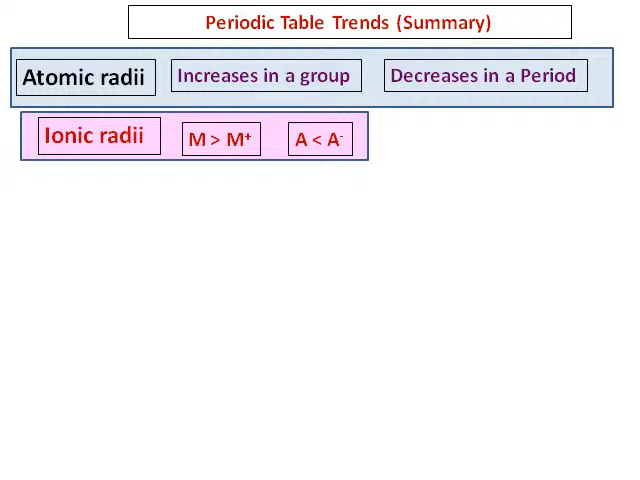 Periodic Table Trends (Summary)
Atomic radii Increases in a group Decreases in a Period
Ionic radii M > M⁺ A < A⁻